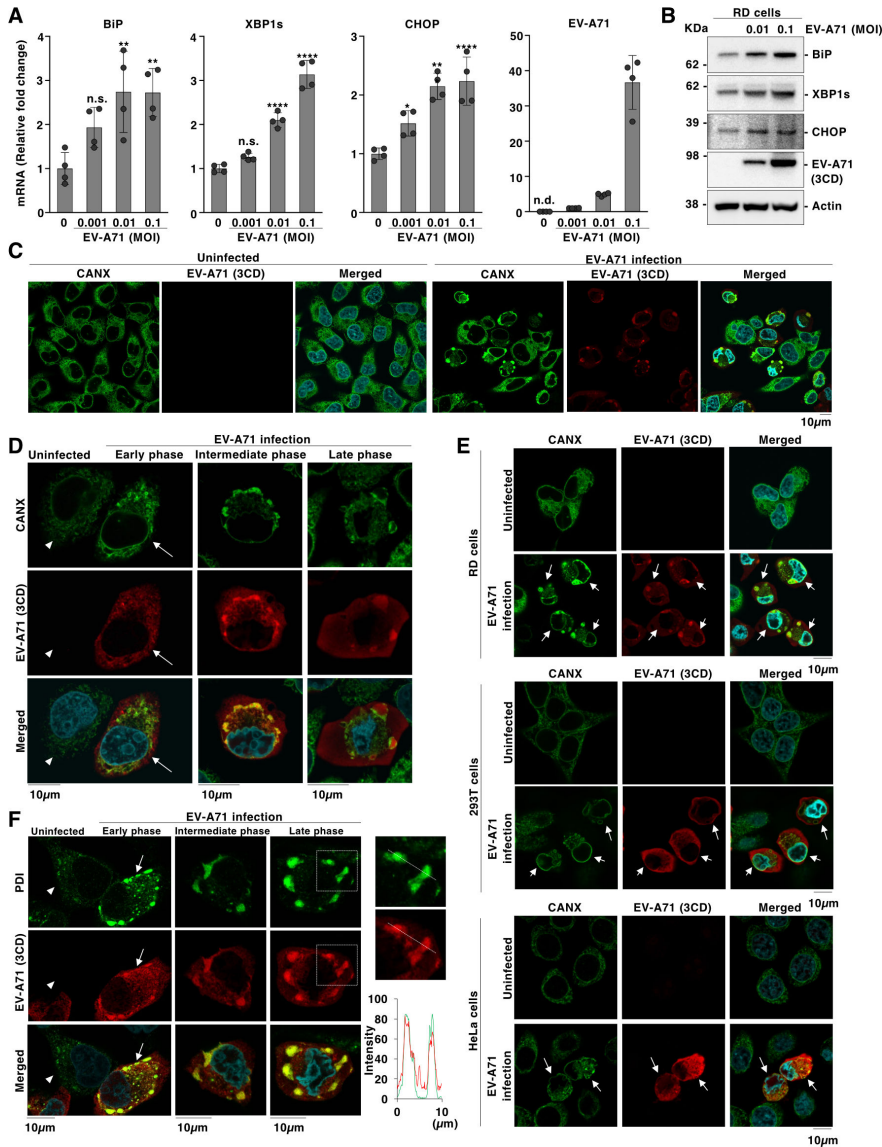 A
BiP
XBP1s
CHOP
EV-A71
mRNA (Relative fold change)
4
3
2
1
0
n.s.
**
**
0 0.001 0.01 0.1
EV-A71 (MOI)
4
3
2
1
0
n.s.
****
****
0 0.001 0.01 0.1
EV-A71 (MOI)
4
3
2
1
0
*
**
****
0 0.001 0.01 0.1
EV-A71 (MOI)
50
40
30
20
10
0
n.d.
0 0.001 0.01 0.1
EV-A71 (MOI)
B
RD cells
KDa 0.01 0.1 EV-A71 (MOI)
62 - - BiP
62 - - XBP1s
39 -
- CHOP
98 -
- EV-A71
(3CD)
38 - - Actin
C
Uninfected
CANX EV-A71 (3CD) Merged
EV-A71 infection
CANX EV-A71 (3CD) Merged
10µm
D
EV-A71 infection
Uninfected Early phase Intermediate phase Late phase
CANX
EV-A71 (3CD)
Merged
10µm 10µm 10µm
E
CANX EV-A71 (3CD) Merged
RD cells
Uninfected
EV-A71
infection
10µm
CANX EV-A71 (3CD) Merged
293T cells
Uninfected
EV-A71
infection
10µm
CANX EV-A71 (3CD) Merged
HeLa cells
Uninfected
EV-A71
infection
10µm
F
EV-A71 infection
Uninfected Early phase Intermediate phase Late phase
PDI
EV-A71 (3CD)
Merged
10µm 10µm 10µm
Intensity
100
80
60
40
20
0
0 10
(µm)